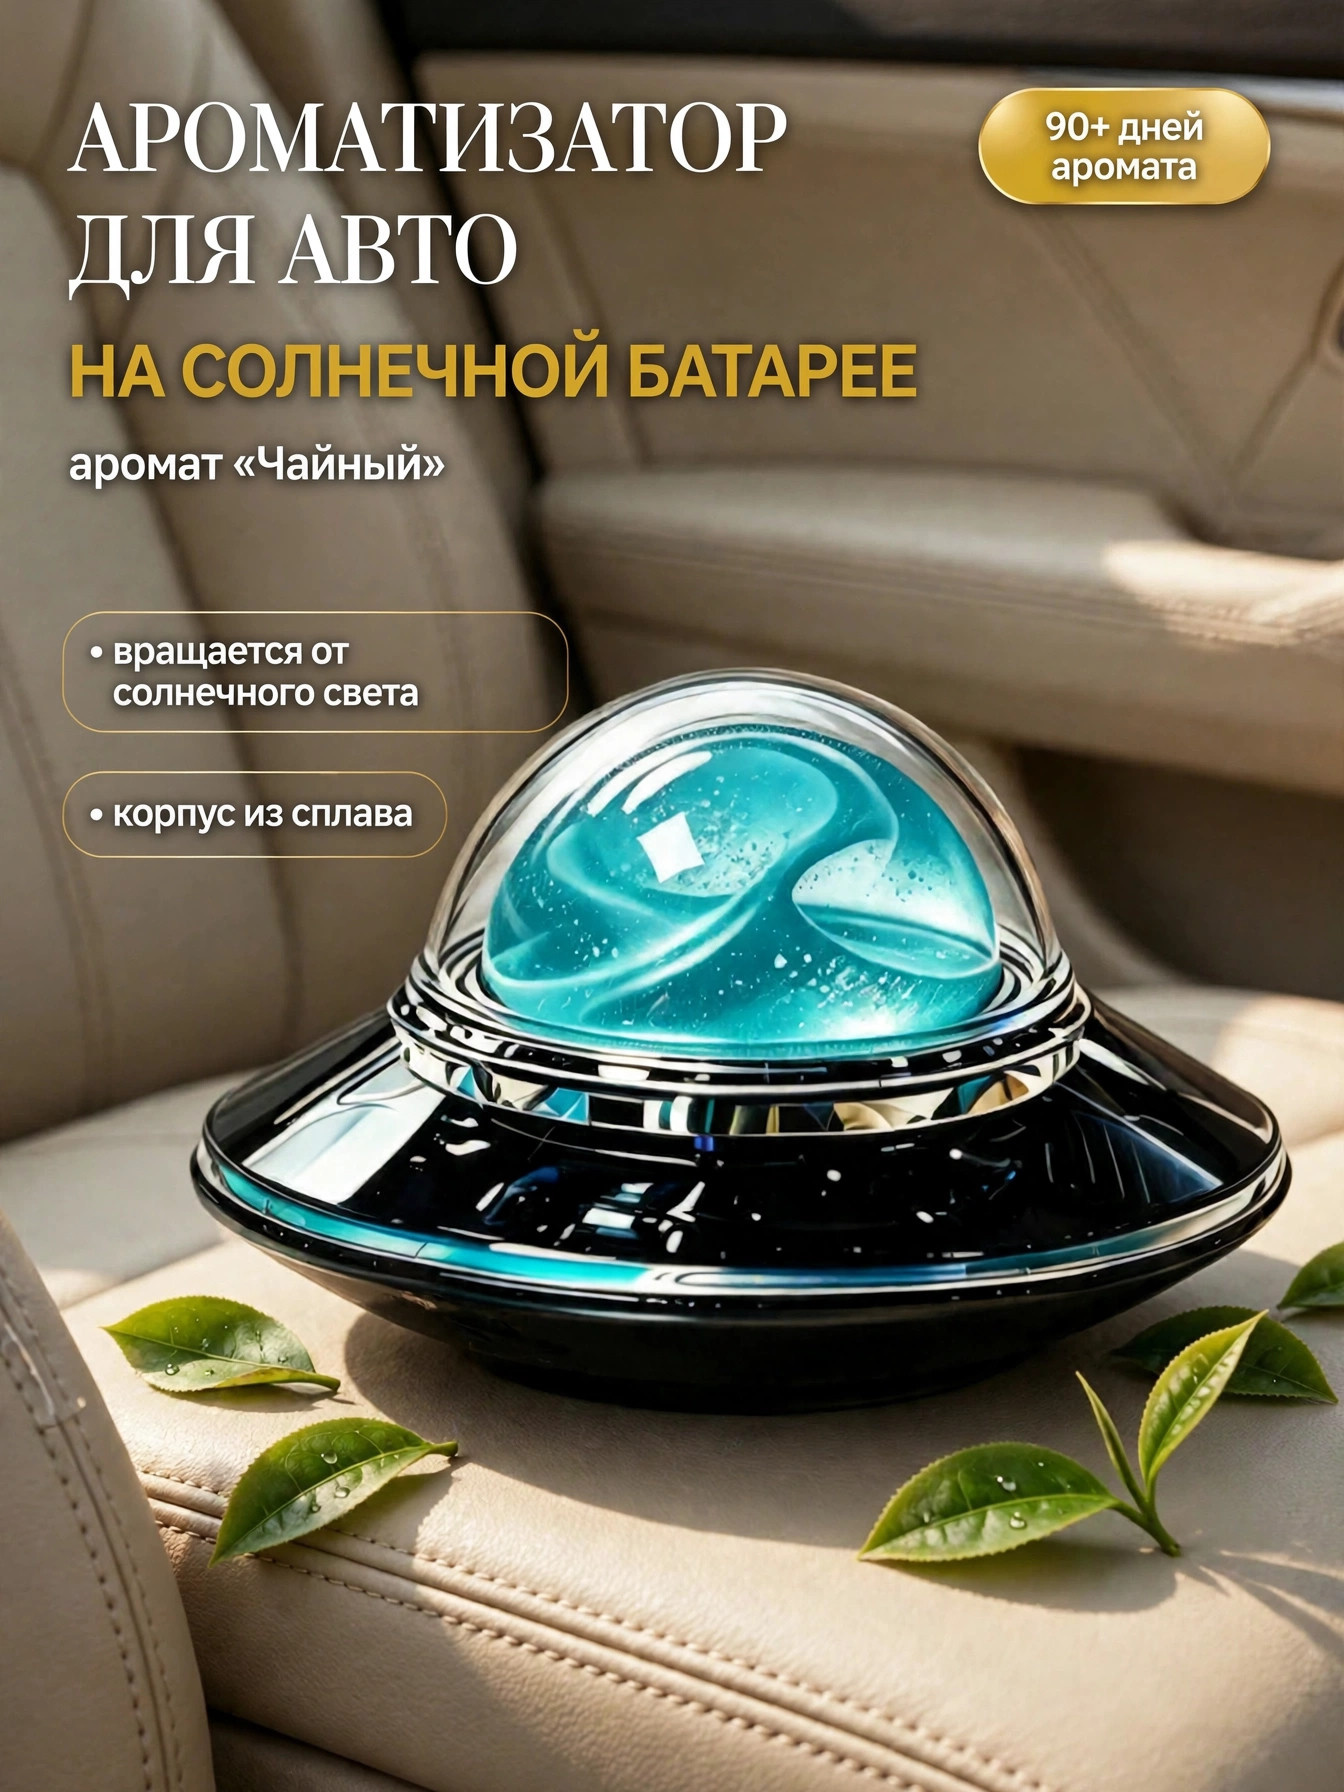 АРОМАТИЗАТОР
ДЛЯ АВТО
НА СОЛНЕЧНОЙ БАТАРЕЕ
аромат «Чайный»
90+ дней
аромата
• вращается от
солнечного света
• корпус из сплава